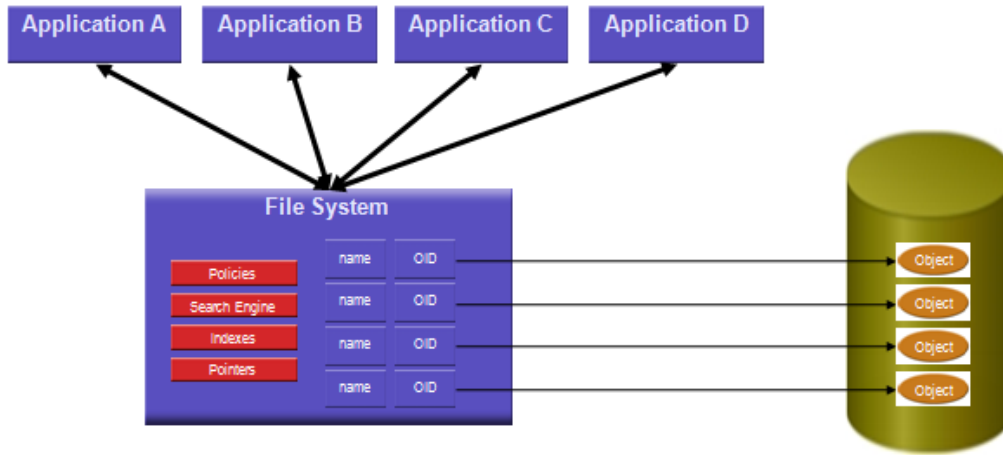 Application A
Application B
Application C
Application D
File System
Policies
Search Engine
Indexes
Pointers
name OID
name OID
name OID
name OID
Object
Object
Object
Object